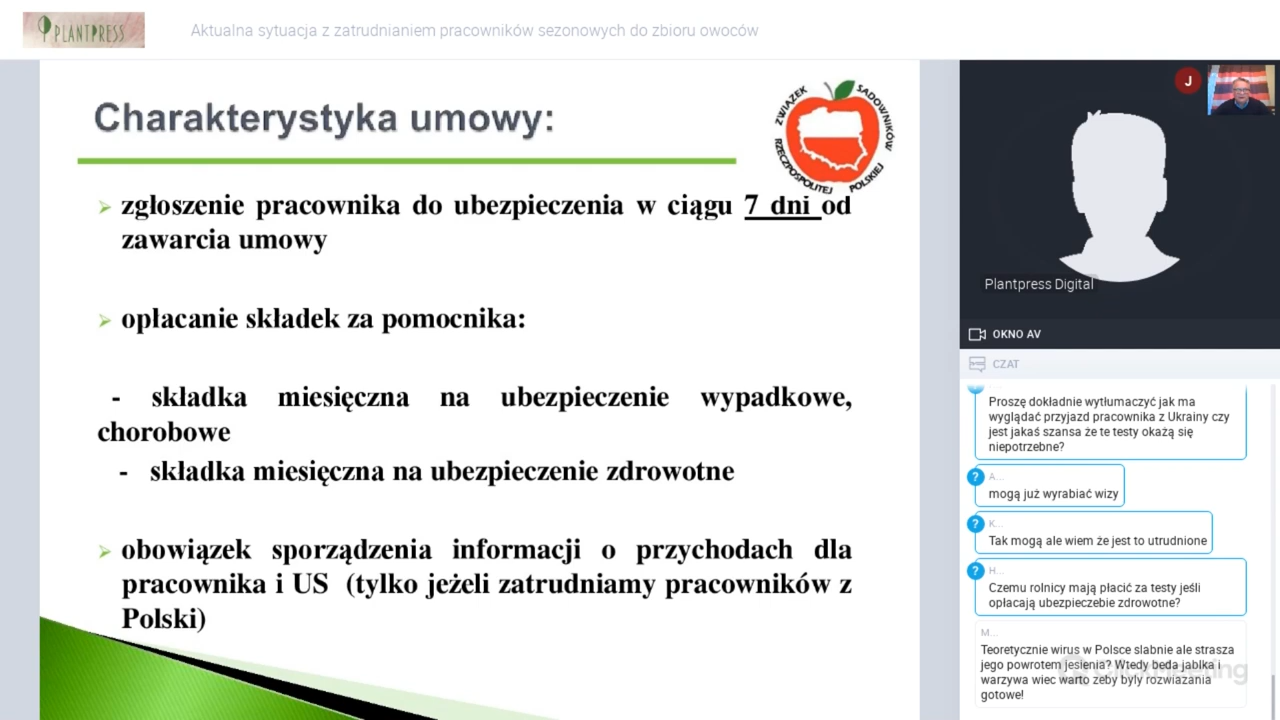 PLANTPRESS
Aktualna sytuacja z zatrudnianiem pracowników sezonowych do zbioru owoców
Charakterystyka umowy:
ZWIĄZEK SADOWNIKÓW
RZECZPOSPOLITEJ POLSKIEJ
zgłoszenie pracownika do ubezpieczenia w ciągu 7 dni od
zawarcia umowy
opłacanie składek za pomocnika:
- składka miesięczna na ubezpieczenie wypadkowe,
chorobowe
- składka miesięczna na ubezpieczenie zdrowotne
obowiązek sporządzenia informacji o przychodach dla
pracownika i US (tylko jeżeli zatrudniamy pracowników z
Polski)
J
Plantpress Digital
OKNO AV
CZAT
Proszę dokładnie wytłumaczyć jak ma
wyglądać przyjazd pracownika z Ukrainy czy
jest jakaś szansa że te testy okażą się
niepotrzebne?
?
A...
mogą już wyrabiać wizy
?
K...
Tak mogą ale wiem że jest to utrudnione
?
H...
Czemu rolnicy mają płacić za testy jeśli
opłacają ubezpieczebie zdrowotne?
M...
Teoretycznie wirus w Polsce slabnie ale strasza
jego powrotem jesienia? Wtedy beda jablka i
warzywa wiec warto zeby byly rozwiazania
gotowe!